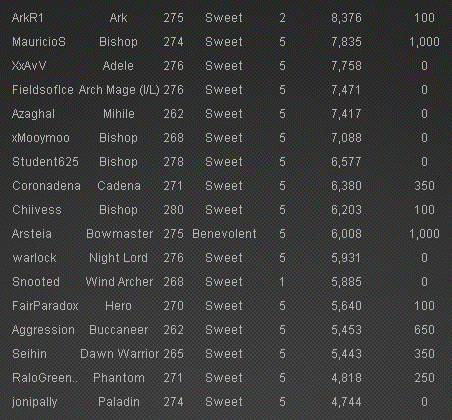 ArkR1 Ark 275 Sweet 2 8,376 100
MauricioS Bishop 274 Sweet 5 7,835 1,000
XxAvV Adele 276 Sweet 5 7,758 0
FieldsofIce Arch Mage (I/L) 276 Sweet 5 7,471 0
Azaghal Mihile 262 Sweet 5 7,417 0
xMooymoo Bishop 268 Sweet 5 7,088 0
Student625 Bishop 278 Sweet 5 6,577 0
Coronadena Cadena 271 Sweet 5 6,380 350
Chiivess Bishop 280 Sweet 5 6,203 100
Arsteia Bowmaster 275 Benevolent 5 6,008 1,000
warlock Night Lord 276 Sweet 5 5,931 0
Snooted Wind Archer 268 Sweet 1 5,885 0
FairParadox Hero 270 Sweet 5 5,640 100
Aggression Buccaneer 262 Sweet 5 5,453 650
Seihin Dawn Warrior 265 Sweet 5 5,443 350
RaloGreen.. Phantom 271 Sweet 5 4,818 250
jonipally Paladin 274 Sweet 5 4,744 0